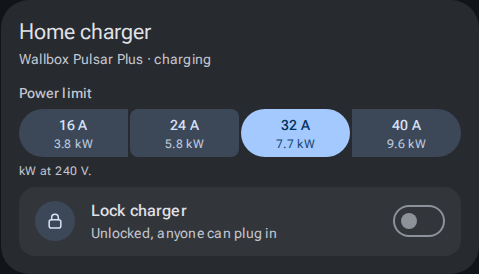 Home charger
Wallbox Pulsar Plus · charging
Power limit
16 A
3.8 kW
24 A
5.8 kW
32 A
7.7 kW
40 A
9.6 kW
kW at 240 V.
Lock charger
Unlocked, anyone can plug in